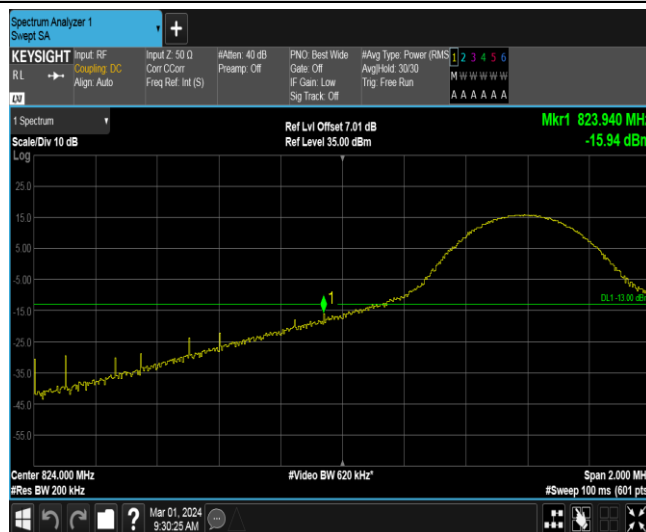 Spectrum Analyzer 1
Swept SA
+
KEYSIGHT
RL
Input: RF
Coupling: DC
Align: Auto
Input Z: 50 Ω
Corr CCorr
Freq Ref: Int (S)
#Atten: 40 dB
Preamp: Off
PNO: Best Wide
Gate: Off
IF Gain: Low
Sig Track: Off
#Avg Type: Power (RMS
Avg|Hold: 30/30
Trig: Free Run
1 2 3 4 5 6
M W W W W W
A A A A A A
LXI
1 Spectrum
Scale/Div 10 dB
Ref Lvl Offset 7.01 dB
Ref Level 35.00 dBm
Mkr1 823.940 MHz
-15.94 dBm
Log
25.0
15.0
5.00
-5.00
-15.0
-25.0
-35.0
-45.0
-55.0
1
DL1 -13.00 dBm
Center 824.000 MHz
#Res BW 200 kHz
#Video BW 620 kHz*
Span 2.000 MHz
#Sweep 100 ms (601 pts)
?
Mar 01, 2024
9:30:25 AM